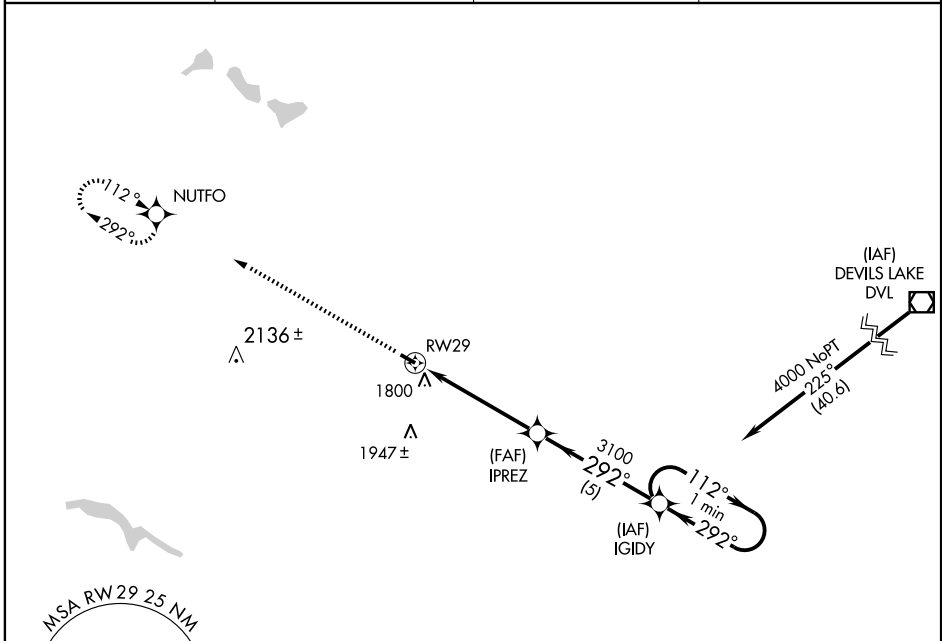 112°
292°
NUTFO
(IAF)
DEVILS LAKE
DVL
2136 ±
RW29
1800
4000 NoPT
225°
(40.6)
1947 ±
(FAF)
IPREZ
3100
292°
(5)
112°
1 min
292°
(IAF)
IGIDY
MSA RW29 25 NM